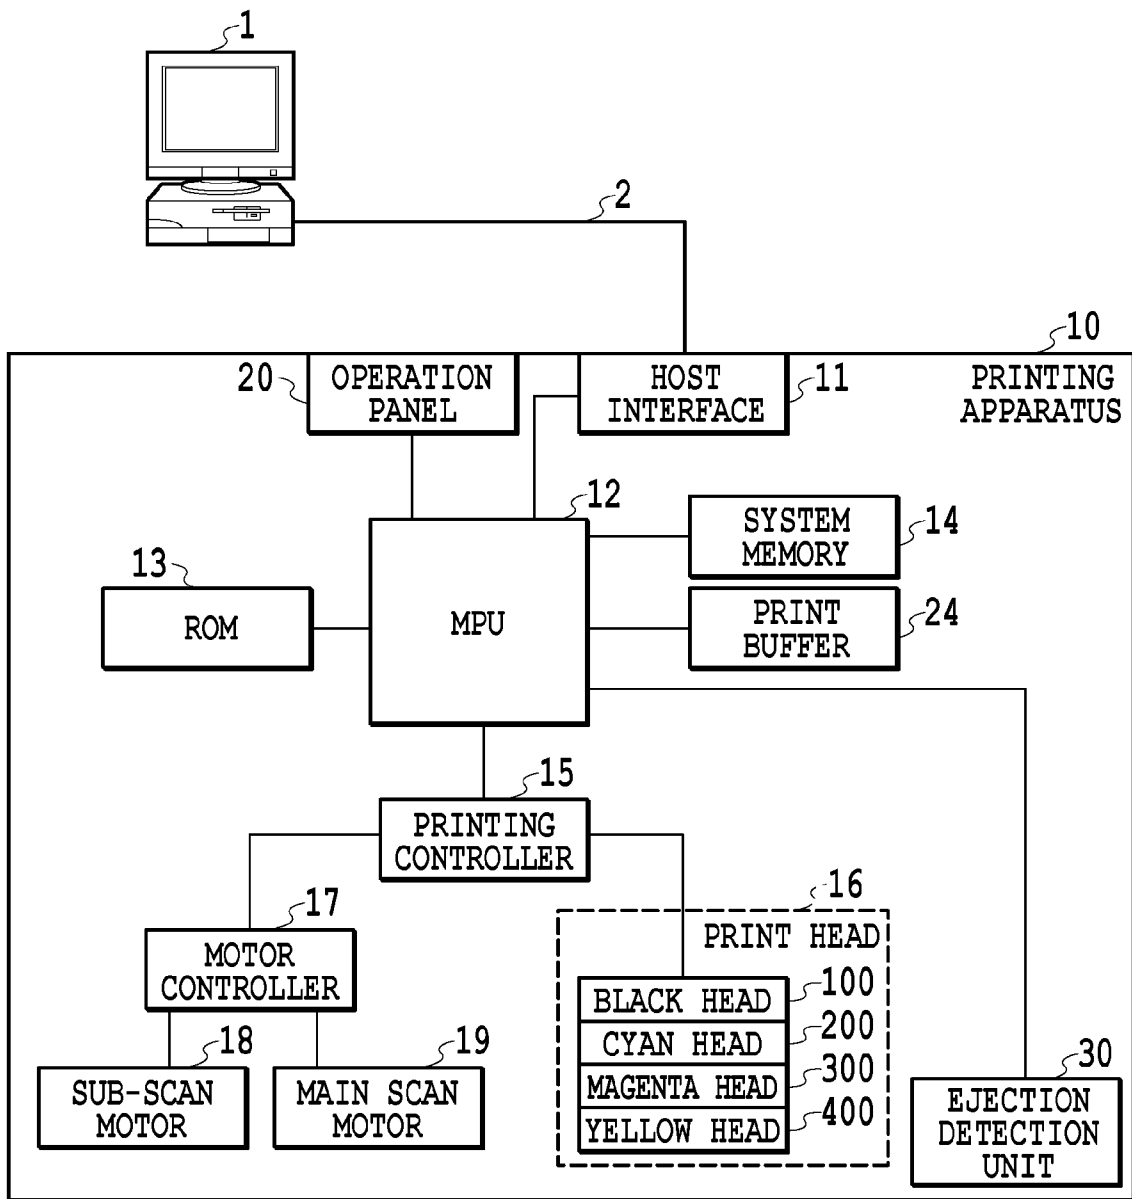 1
2
10
PRINTING
APPARATUS
20
OPERATION
PANEL
HOST
INTERFACE
11
12
SYSTEM
MEMORY
14
13
ROM
MPU
PRINT
BUFFER
24
15
PRINTING
CONTROLLER
17
MOTOR
CONTROLLER
16
PRINT HEAD
BLACK HEAD
100
CYAN HEAD
200
MAGENTA HEAD
300
YELLOW HEAD
400
18
SUB-SCAN
MOTOR
19
MAIN SCAN
MOTOR
30
EJECTION
DETECTION
UNIT